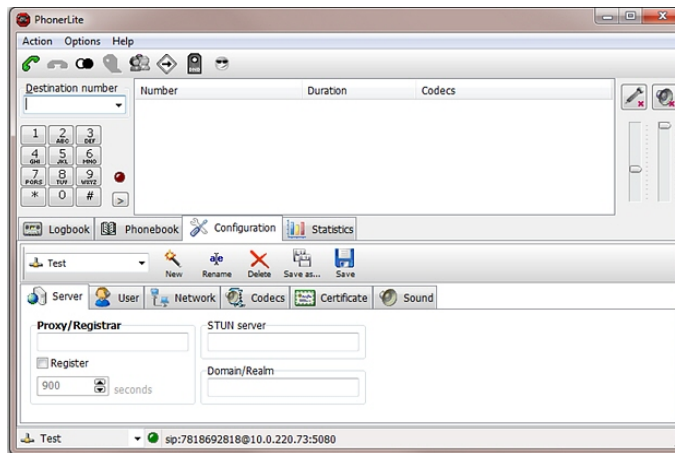 PhonerLite
Action Options Help
Destination number
Number Duration Codecs
1 2 ABC 3 DEF
4 GHI 5 JKL 6 MNO
7 PQRS 8 TUV 9 WXYZ
* 0 # >
Logbook Phonebook Configuration Statistics
Test New Rename Delete Save as... Save
Server User Network Codecs Certificate Sound
Proxy/Registrar STUN server
Register
Domain/Realm
900 seconds
Test sip:7818692818@10.0.220.73:5080